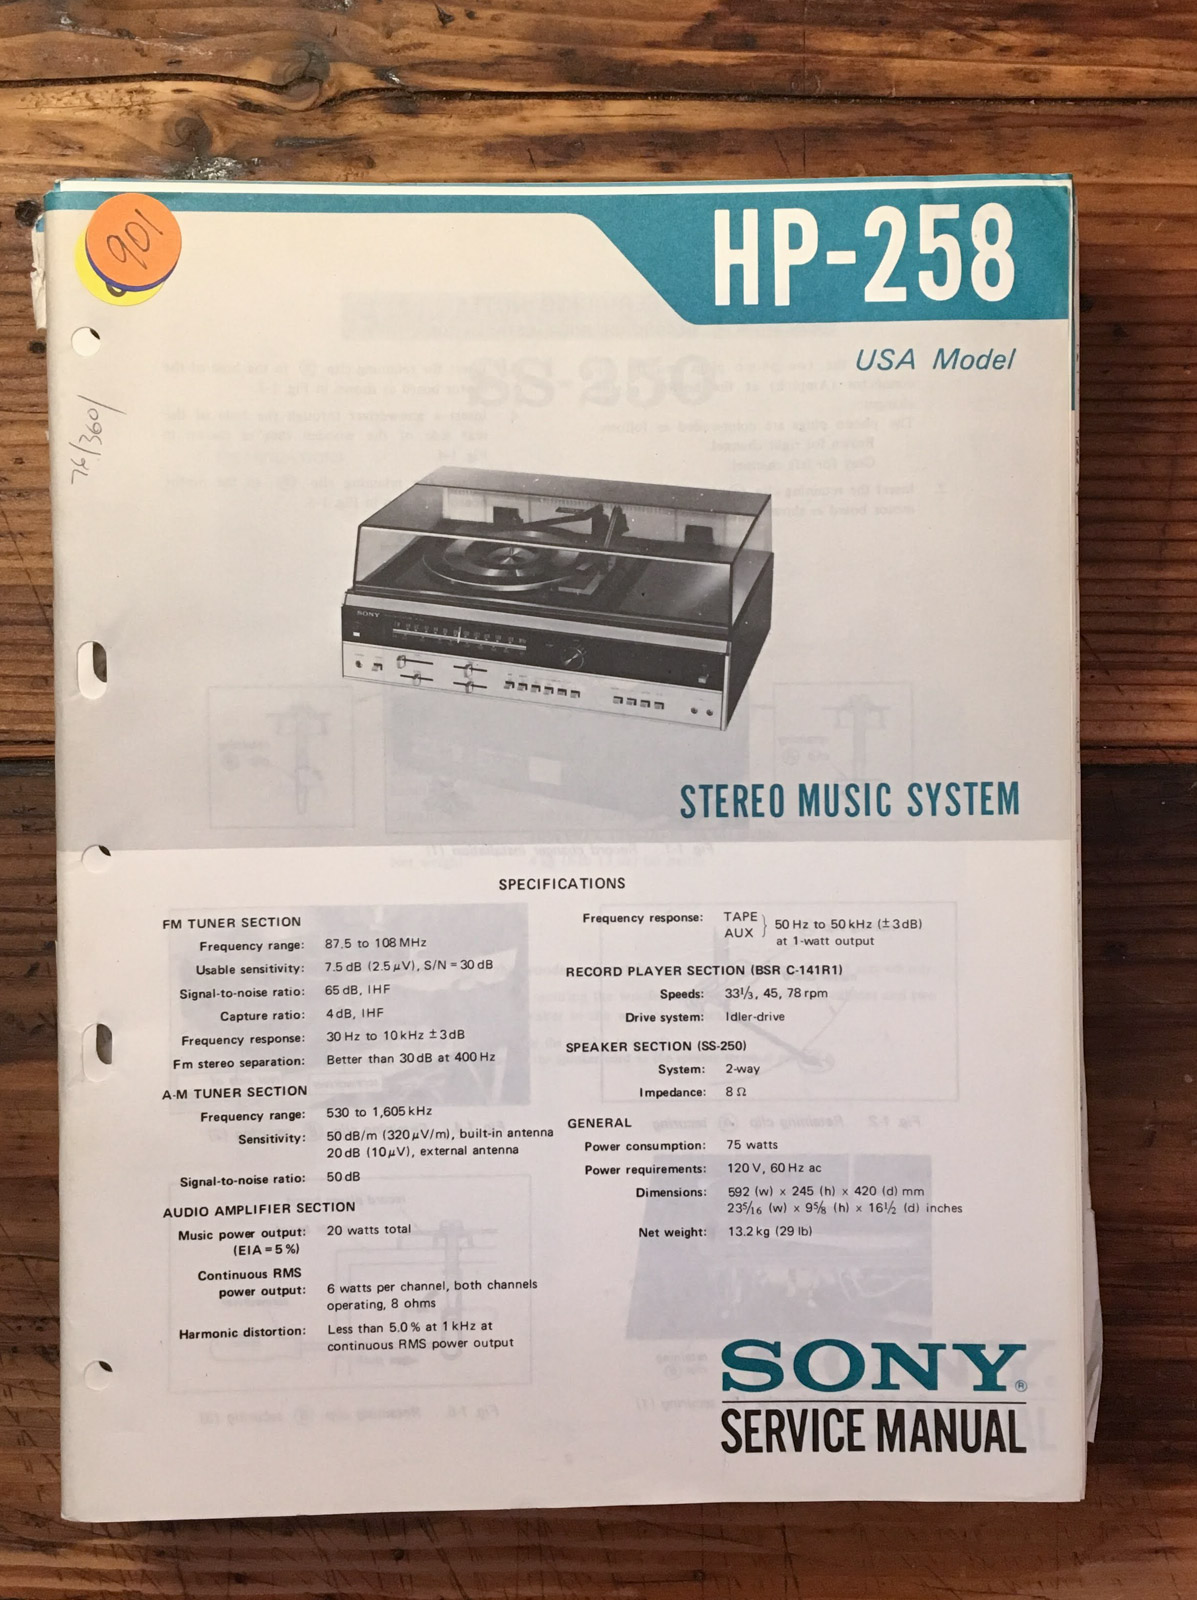 901
HP-258
USA Model
76/360/
SONY
STEREO MUSIC SYSTEM
SPECIFICATIONS
FM TUNER SECTION
Frequency range: 87.5 to 108 MHz
Usable sensitivity: 7.5 dB (2.5 µV), S/N = 30 dB
Signal-to-noise ratio: 65 dB, IHF
Capture ratio: 4 dB, IHF
Frequency response: 30 Hz to 10 kHz ±3 dB
Fm stereo separation: Better than 30 dB at 400 Hz
A-M TUNER SECTION
Frequency range: 530 to 1,605 kHz
Sensitivity: 50 dB/m (320 µV/m), built-in antenna
20 dB (10 µV), external antenna
Signal-to-noise ratio: 50 dB
AUDIO AMPLIFIER SECTION
Music power output: 20 watts total
(EIA = 5 %)
Continuous RMS
power output: 6 watts per channel, both channels
operating, 8 ohms
Harmonic distortion: Less than 5.0 % at 1 kHz at
continuous RMS power output
Frequency response: TAPE
AUX } 50 Hz to 50 kHz (±3 dB)
at 1-watt output
RECORD PLAYER SECTION (BSR C-141R1)
Speeds: 33 1/3, 45, 78 rpm
Drive system: Idler-drive
SPEAKER SECTION (SS-250)
System: 2-way
Impedance: 8 Ω
GENERAL
Power consumption: 75 watts
Power requirements: 120 V, 60 Hz ac
Dimensions: 592 (w) x 245 (h) x 420 (d) mm
23 5/16 (w) x 9 5/8 (h) x 16 1/2 (d) inches
Net weight: 13.2 kg (29 lb)
SONY®
SERVICE MANUAL